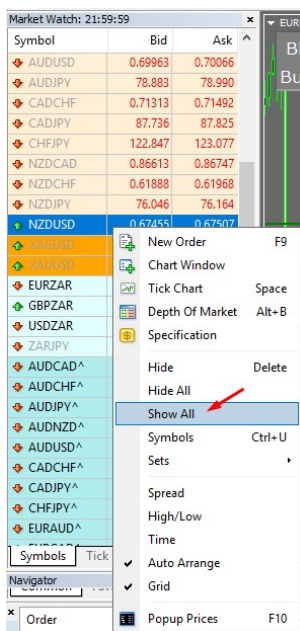 Market Watch: 21:59:59
EUR
Symbol Bid Ask
AUDUSD 0.69963 0.70066
AUDJPY 78.883 78.990
CADCHF 0.71313 0.71492
CADJPY 87.736 87.825
CHFJPY 122.847 123.077
NZDCAD 0.86613 0.86747
NZDCHF 0.61888 0.61968
NZDJPY 76.046 76.164
NZDUSD 0.67455 0.67507
XAGUSD
XAUUSD
EURZAR
GBPZAR
USDZAR
ZARJPY
AUDCAD^
AUDCHF^
AUDJPY^
AUDNZD^
AUDUSD^
CADCHF^
CADJPY^
CHFJPY^
EURAUD^
Symbols Tick
Navigator
Common
Order
B
Bu
New Order F9
Chart Window
Tick Chart Space
Depth Of Market Alt+B
Specification
Hide Delete
Hide All
Show All
Symbols Ctrl+U
Sets
Spread
High/Low
Time
Auto Arrange
Grid
Popup Prices F10